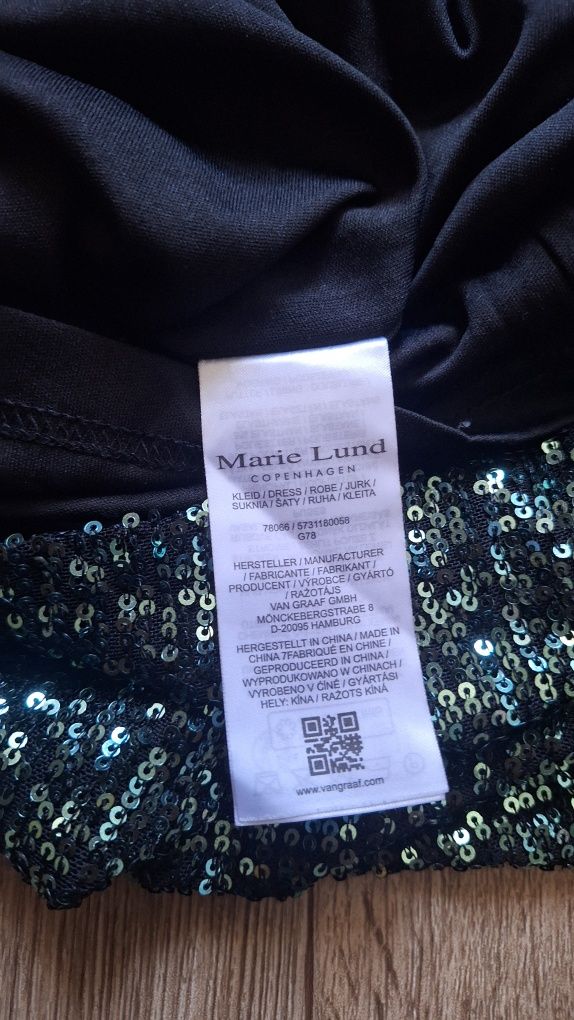 Marie Lund
COPENHAGEN
KLEID / DRESS / ROBE / JURK /
SUKNIA / ŠATY / RUHA / KLEITA
78066 / 5731180058
G78
HERSTELLER / MANUFACTURER
/ FABRICANTE / FABRIKANT /
PRODUCENT / VÝROBCE / GYÁRTÓ
/ RAŽOTĀJS
VAN GRAAF GMBH
MÖNCKEBERGSTRABE 8
D-20095 HAMBURG
HERGESTELLT IN CHINA / MADE IN
CHINA 7FABRIQUÉ EN CHINE /
GEPRODUCEERD IN CHINA /
WYPRODUKOWANO W CHINACH /
VYROBENO V ČÍNĚ / GYÁRTÁSI
HELY: KÍNA / RAŽOTS ĶĪNĀ
www.vangraaf.com